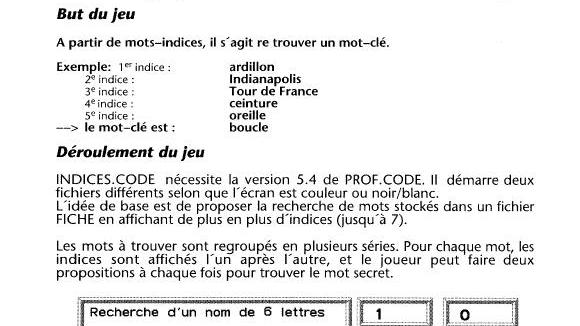 But du jeu
A partir de mots-indices, il s´agit re trouver un mot-clé.
Exemple: 1er indice : ardillon
2e indice : Indianapolis
3e indice : Tour de France
4e indice : ceinture
5e indice : oreille
--> le mot-clé est : boucle
Déroulement du jeu
INDICES.CODE nécessite la version 5.4 de PROF.CODE. Il démarre deux
fichiers différents selon que l´écran est couleur ou noir/blanc.
L´idée de base est de proposer la recherche de mots stockés dans un fichier
FICHE en affichant de plus en plus d´indices (jusqu´à 7).
Les mots à trouver sont regroupés en plusieurs séries. Pour chaque mot, les
indices sont affichés l´un après l´autre, et le joueur peut faire deux
propositions à chaque fois pour trouver le mot secret.
Recherche d'un nom de 6 lettres 1 0